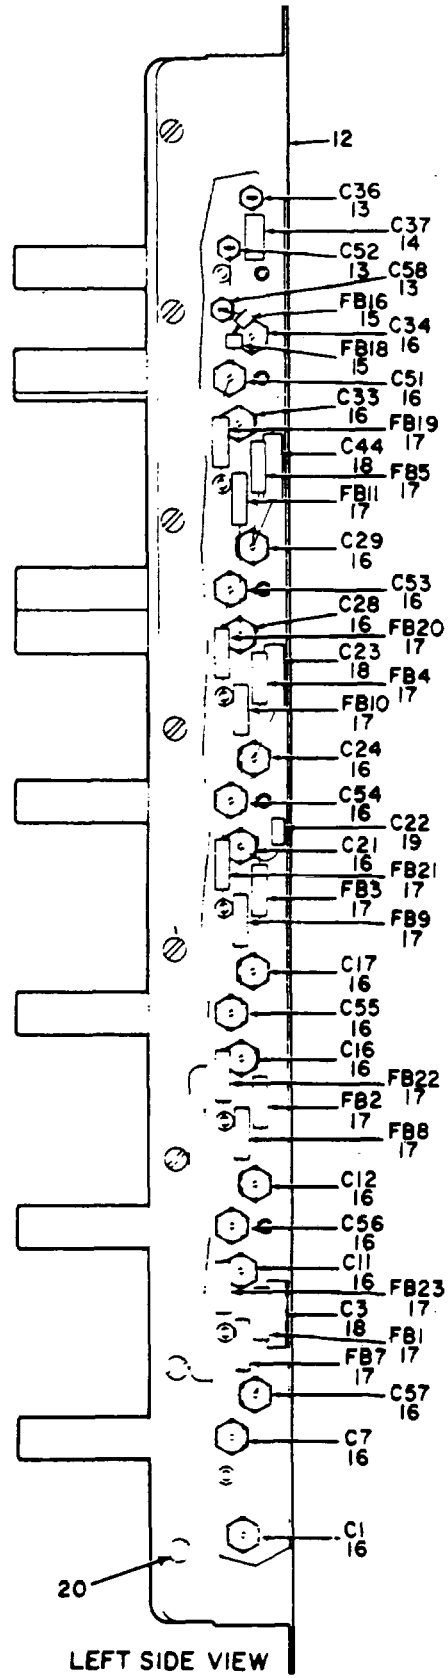 12
C36
13
C37
14
C52
13
C58
13
FB16
15
C34
16
FB18
15
C51
16
C33
16
FB19
17
C44
18
FB5
17
FB11
17
C29
16
C53
16
C28
16
FB20
17
C23
18
FB4
17
FB10
17
C24
16
C54
16
C22
19
C21
16
FB21
17
FB3
17
FB9
17
C17
16
C55
16
C16
16
FB22
17
FB2
17
FB8
17
C12
16
C56
16
C11
16
FB23
17
C3
18
FB1
17
FB7
17
C57
16
C7
16
C1
16
20
LEFT SIDE VIEW